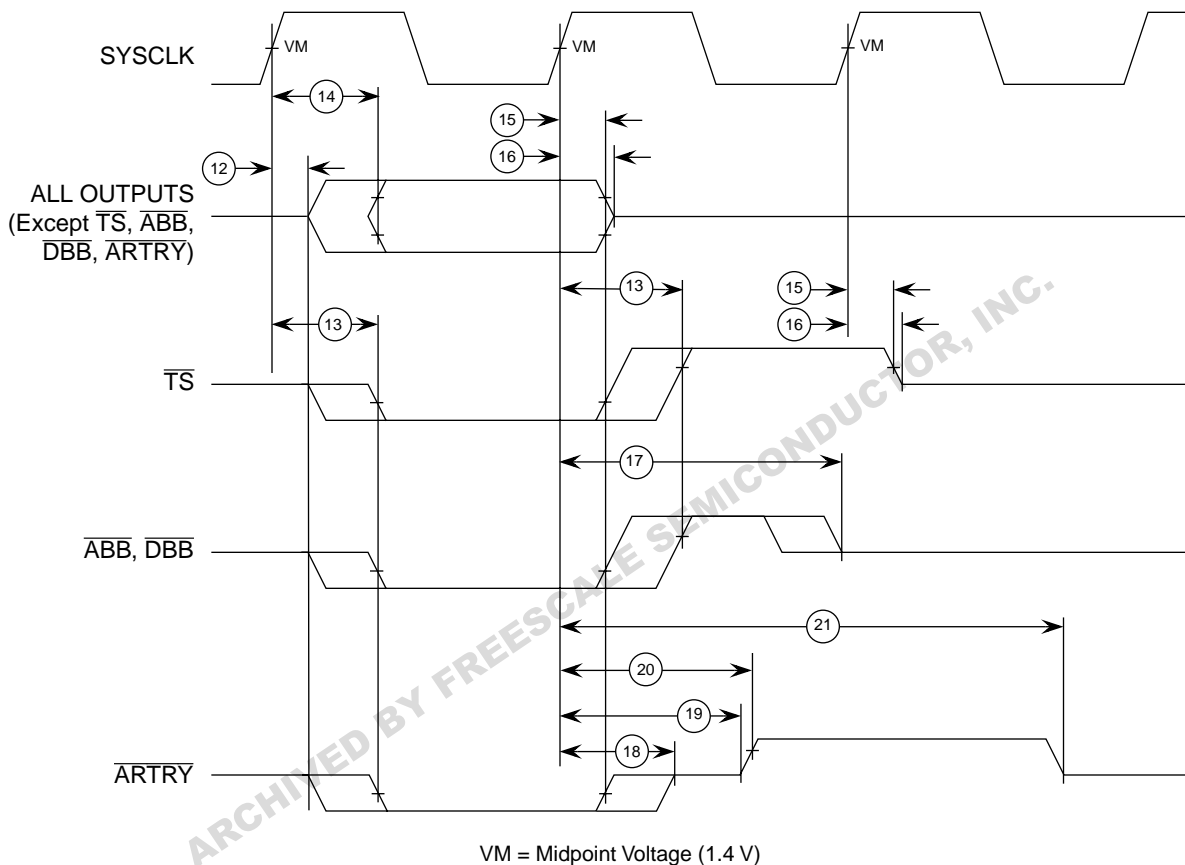 SYSCLK
VM
VM
VM
14
15
12
16
ALL OUTPUTS
(Except TS, ABB,
DBB, ARTRY)
13
15
13
16
TS
17
ABB, DBB
21
20
19
18
ARTRY
VM = Midpoint Voltage (1.4 V)
ARCHIVED BY FREESCALE SEMICONDUCTOR, INC.